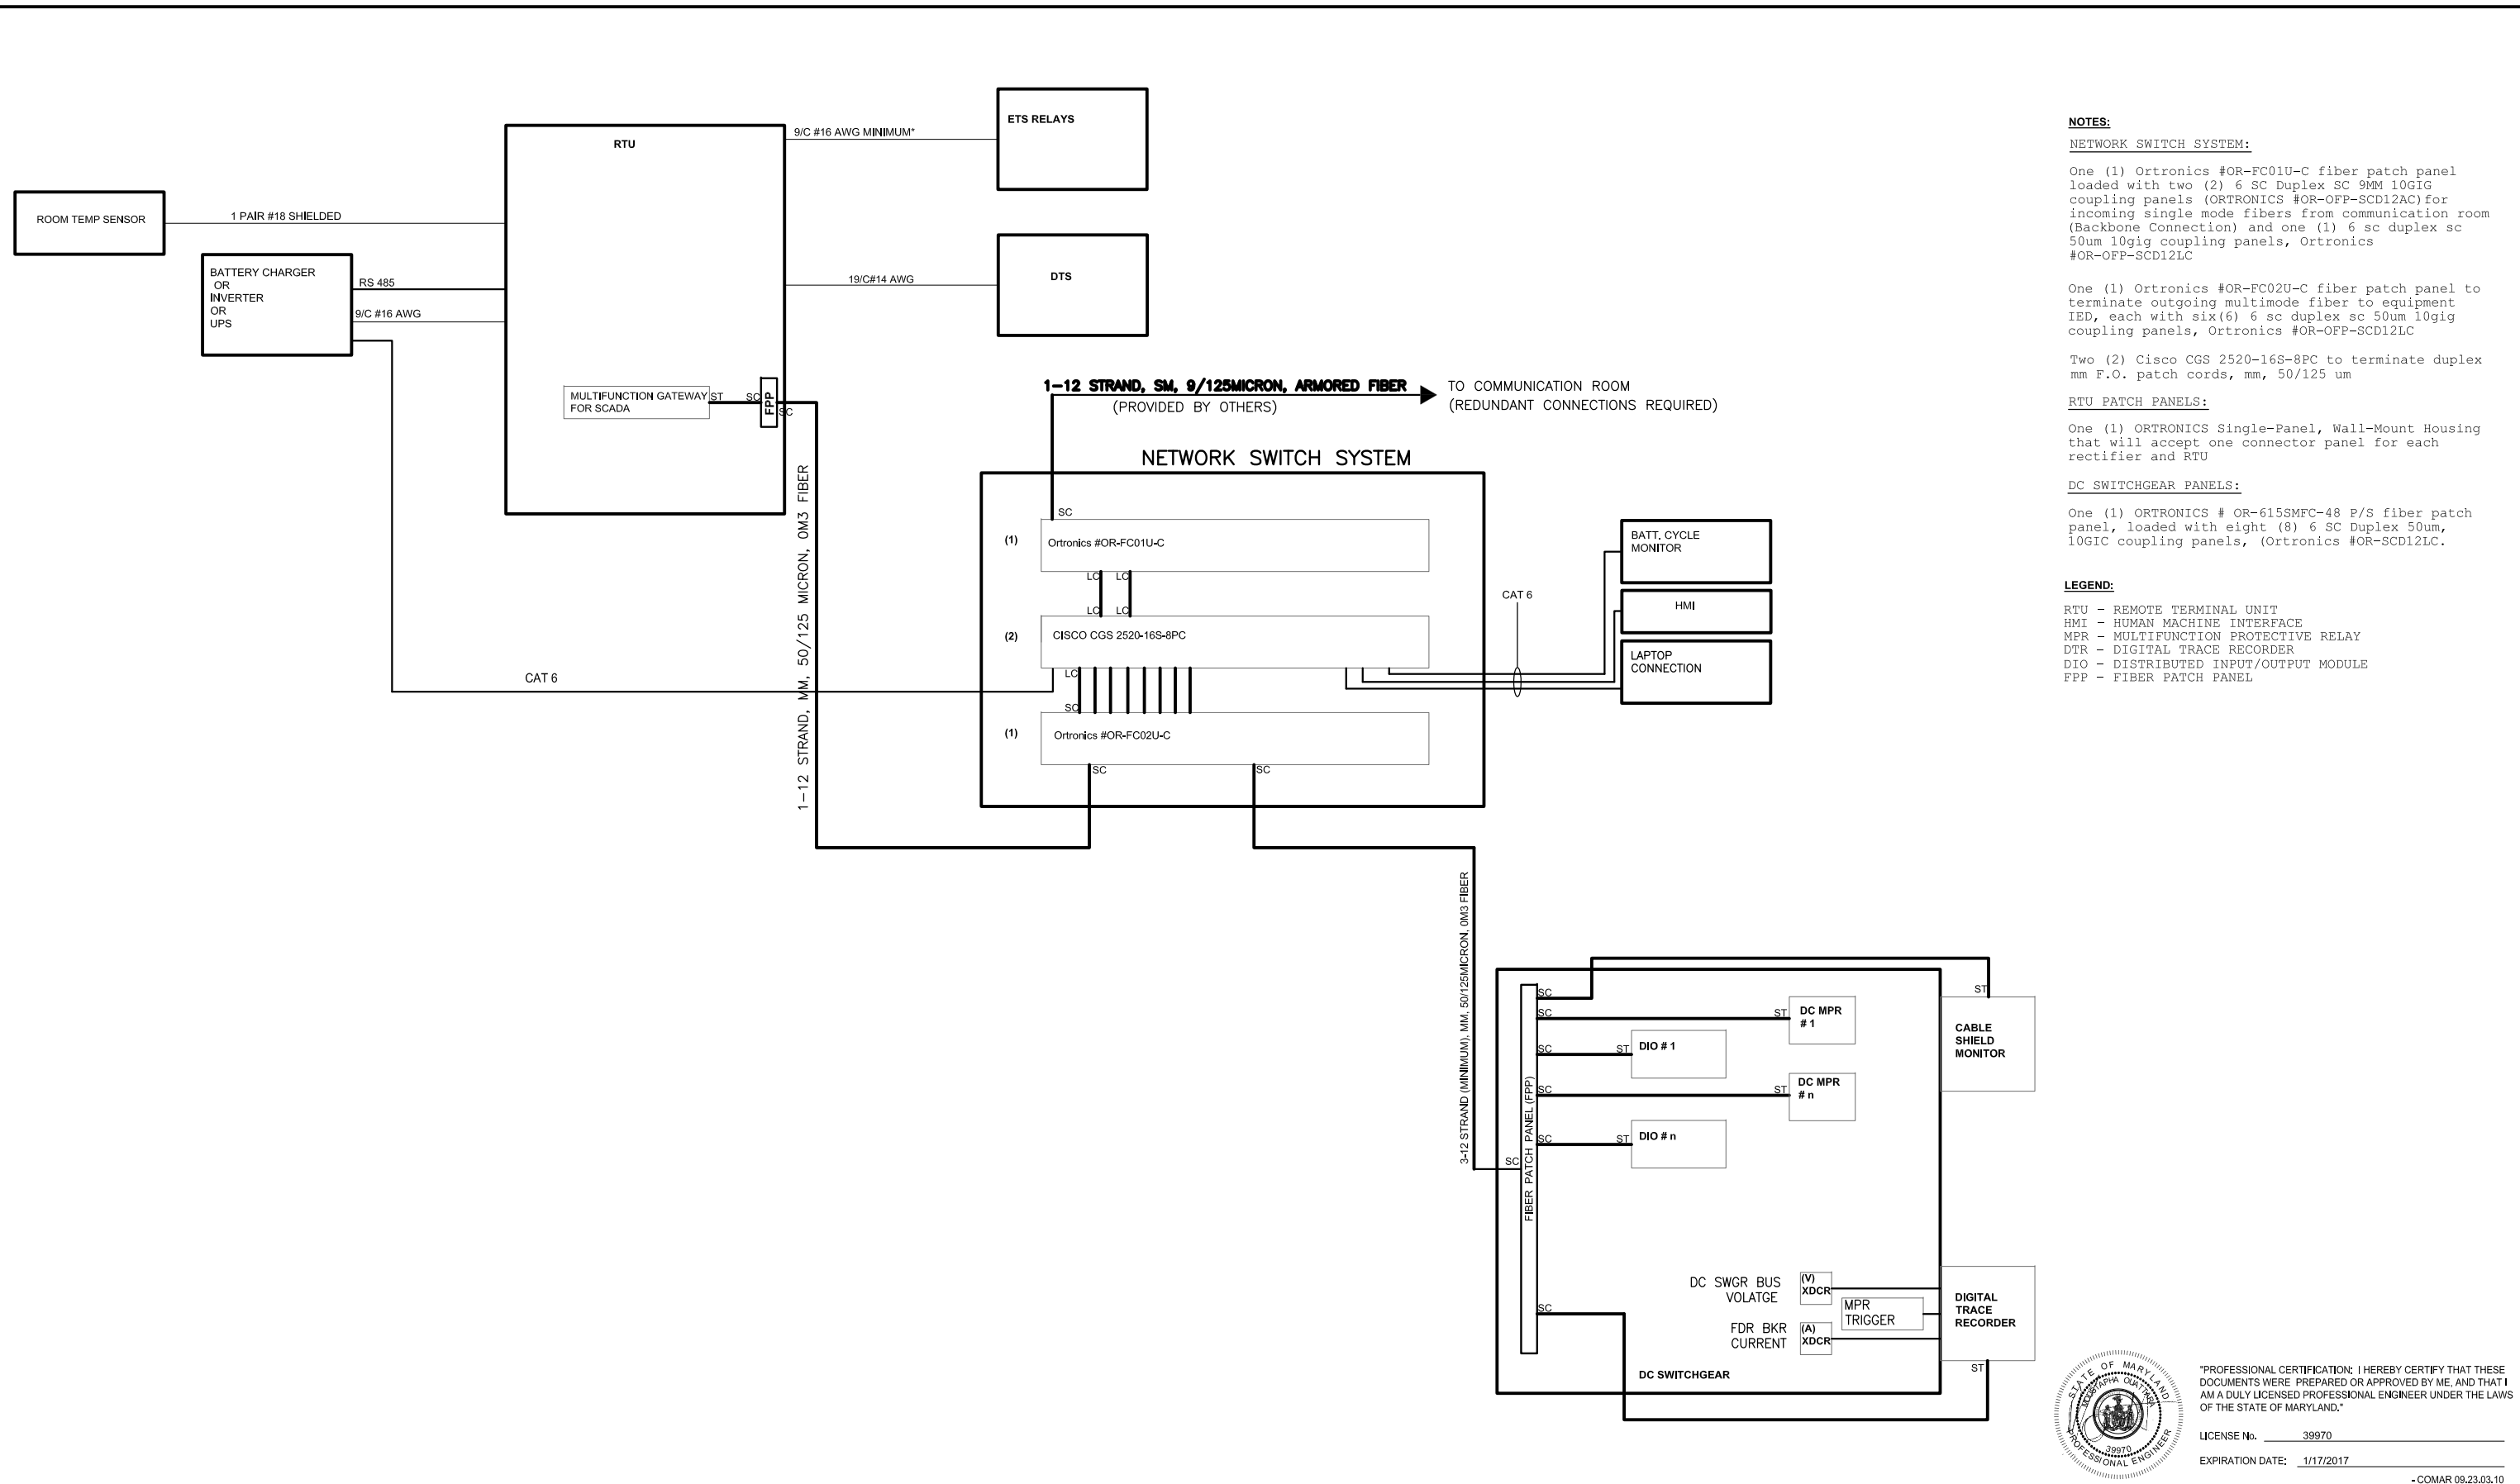 ETS RELAYS
9/C #16 AWG MINIMUM*
RTU
ROOM TEMP SENSOR
1 PAIR #18 SHIELDED
BATTERY CHARGER
OR
INVERTER
OR
UPS
RS 485
9/C #16 AWG
19/C#14 AWG
DTS
MULTIFUNCTION GATEWAY
FOR SCADA
ST
SC
FPP
SC
1-12 STRAND, SM, 9/125MICRON, ARMORED FIBER
(PROVIDED BY OTHERS)
TO COMMUNICATION ROOM
(REDUNDANT CONNECTIONS REQUIRED)
1-12 STRAND, MM, 50/125 MICRON, 0M3 FIBER
NETWORK SWITCH SYSTEM
SC
(1)
Ortronics #OR-FC01U-C
LC
LC
LC
LC
(2)
CISCO CGS 2520-16S-8PC
LC
SC
(1)
Ortronics #OR-FC02U-C
SC
SC
CAT 6
CAT 6
BATT. CYCLE
MONITOR
HMI
LAPTOP
CONNECTION
3-12 STRAND (MINIMUM), MM, 50/125MICRON, 0M3 FIBER
SC
FIBER PATCH PANEL (FPP)
SC
ST
CABLE
SHIELD
MONITOR
SC
ST
DC MPR
# 1
SC
ST
DIO # 1
SC
ST
DC MPR
# n
SC
ST
DIO # n
SC
DC SWGR BUS
VOLATGE
(V)
XDCR
MPR
TRIGGER
FDR BKR
CURRENT
(A)
XDCR
DIGITAL
TRACE
RECORDER
ST
DC SWITCHGEAR
NOTES:
NETWORK SWITCH SYSTEM:
One (1) Ortronics #OR-FC01U-C fiber patch panel
loaded with two (2) 6 SC Duplex SC 9MM 10GIG
coupling panels (ORTRONICS #OR-OFP-SCD12AC)for
incoming single mode fibers from communication room
(Backbone Connection) and one (1) 6 sc duplex sc
50um 10gig coupling panels, Ortronics
#OR-OFP-SCD12LC
One (1) Ortronics #OR-FC02U-C fiber patch panel to
terminate outgoing multimode fiber to equipment
IED, each with six(6) 6 sc duplex sc 50um 10gig
coupling panels, Ortronics #OR-OFP-SCD12LC
Two (2) Cisco CGS 2520-16S-8PC to terminate duplex
mm F.O. patch cords, mm, 50/125 um
RTU PATCH PANELS:
One (1) ORTRONICS Single-Panel, Wall-Mount Housing
that will accept one connector panel for each
rectifier and RTU
DC SWITCHGEAR PANELS:
One (1) ORTRONICS # OR-615SMFC-48 P/S fiber patch
panel, loaded with eight (8) 6 SC Duplex 50um,
10GIC coupling panels, (Ortronics #OR-SCD12LC.
LEGEND:
RTU - REMOTE TERMINAL UNIT
HMI - HUMAN MACHINE INTERFACE
MPR - MULTIFUNCTION PROTECTIVE RELAY
DTR - DIGITAL TRACE RECORDER
DIO - DISTRIBUTED INPUT/OUTPUT MODULE
FPP - FIBER PATCH PANEL
STATE OF MARYLAND
MOUSTAPHA OUATTARA
39970
PROFESSIONAL ENGINEER
"PROFESSIONAL CERTIFICATION: I HEREBY CERTIFY THAT THESE
DOCUMENTS WERE PREPARED OR APPROVED BY ME, AND THAT I
AM A DULY LICENSED PROFESSIONAL ENGINEER UNDER THE LAWS
OF THE STATE OF MARYLAND."
LICENSE No. 39970
EXPIRATION DATE: 1/17/2017
- COMAR 09.23.03.10